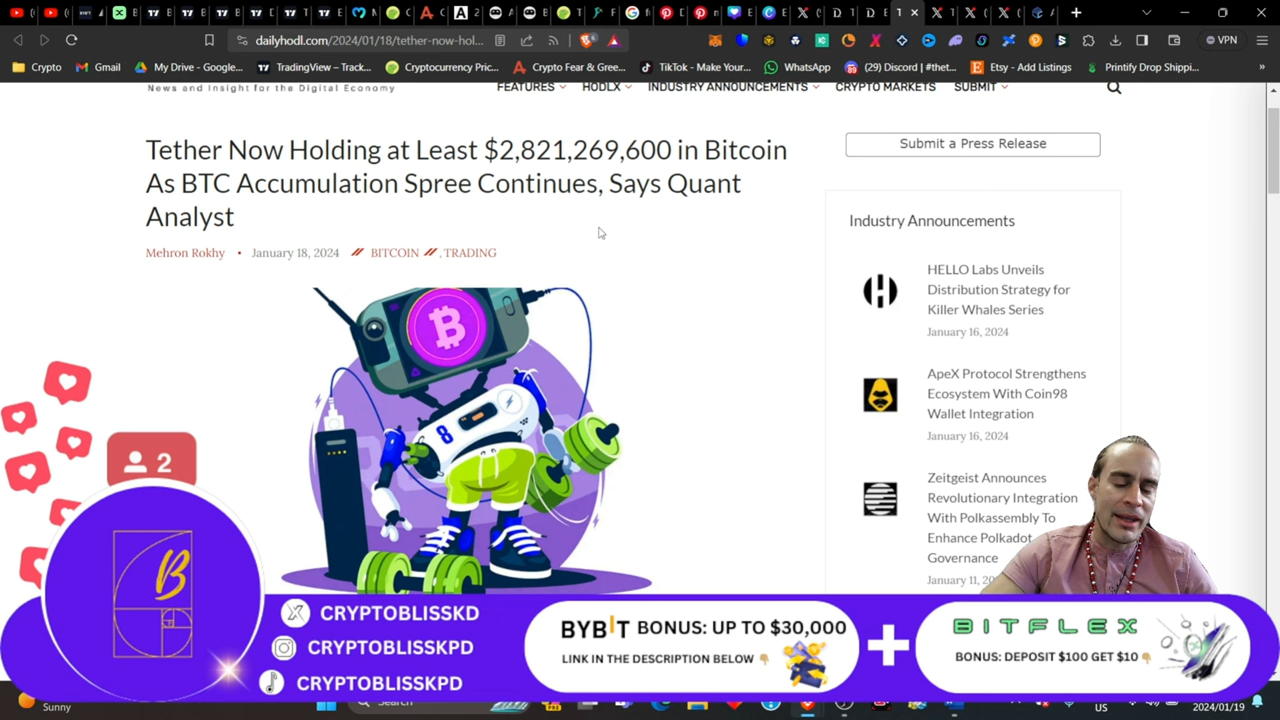 dailyhodl.com/2024/01/18/tether-now-hol...
VPN
Crypto
Gmail
My Drive - Google...
TradingView – Track...
Cryptocurrency Pric...
Crypto Fear & Gree...
TikTok - Make Your...
WhatsApp
(29) Discord | #thet...
Etsy - Add Listings
Printify Drop Shippi...
News and Insight for the Digital Economy
FEATURES
HODLX
INDUSTRY ANNOUNCEMENTS
CRYPTO MARKETS
SUBMIT
Tether Now Holding at Least $2,821,269,600 in Bitcoin
As BTC Accumulation Spree Continues, Says Quant
Analyst
Mehron Rokhy • January 18, 2024 BITCOIN , TRADING
Submit a Press Release
Industry Announcements
HELLO Labs Unveils
Distribution Strategy for
Killer Whales Series
January 16, 2024
ApeX Protocol Strengthens
Ecosystem With Coin98
Wallet Integration
January 16, 2024
Zeitgeist Announces
Revolutionary Integration
With Polkassembly To
Enhance Polkadot
Governance
January 11, 20
8
2
B
CRYPTOBLISSKD
CRYPTOBLISSKPD
CRYPTOBLISSKPD
BYBIT BONUS: UP TO $30,000
LINK IN THE DESCRIPTION BELOW
+
BITFLEX
BONUS: DEPOSIT $100 GET $10
Sunny
Search
US
2024/01/19